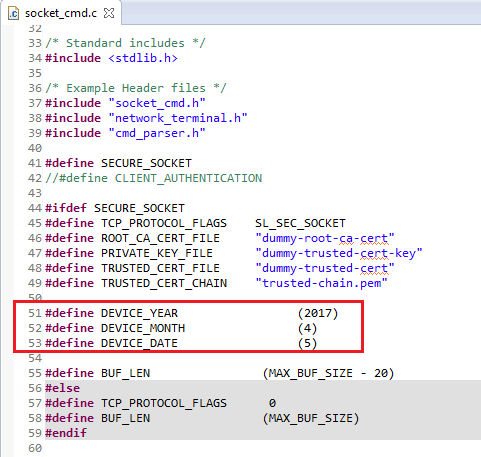 socket_cmd.c
32
33 /* Standard includes */
34 #include <stdlib.h>
35
36 /* Example Header files */
37 #include "socket_cmd.h"
38 #include "network_terminal.h"
39 #include "cmd_parser.h"
40
41 #define SECURE_SOCKET
42 //#define CLIENT_AUTHENTICATION
43
44 #ifdef SECURE_SOCKET
45 #define TCP_PROTOCOL_FLAGS    SL_SEC_SOCKET
46 #define ROOT_CA_CERT_FILE     "dummy-root-ca-cert"
47 #define PRIVATE_KEY_FILE      "dummy-trusted-cert-key"
48 #define TRUSTED_CERT_FILE     "dummy-trusted-cert"
49 #define TRUSTED_CERT_CHAIN    "trusted-chain.pem"
50
51 #define DEVICE_YEAR                 (2017)
52 #define DEVICE_MONTH                (4)
53 #define DEVICE_DATE                 (5)
54
55 #define BUF_LEN                (MAX_BUF_SIZE - 20)
56 #else
57 #define TCP_PROTOCOL_FLAGS      0
58 #define BUF_LEN                (MAX_BUF_SIZE)
59 #endif
60